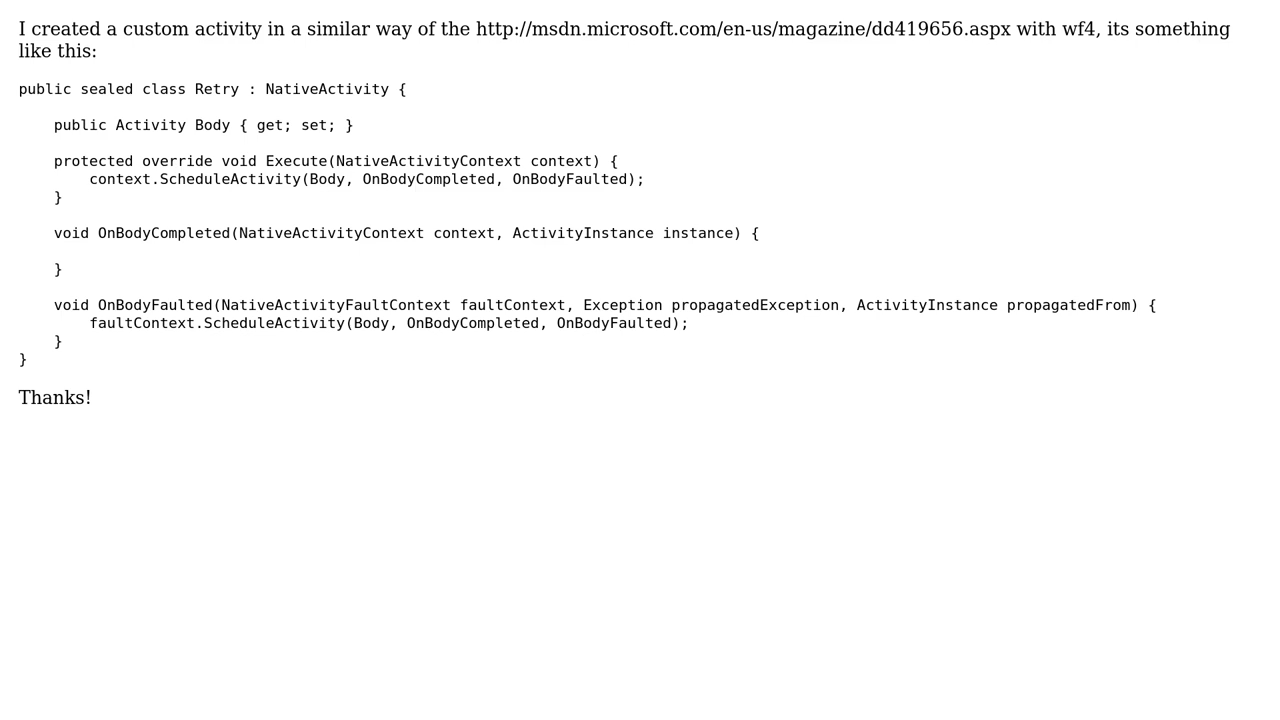 I created a custom activity in a similar way of the http://msdn.microsoft.com/en-us/magazine/dd419656.aspx with wf4, its something
like this:
public sealed class Retry : NativeActivity {
    public Activity Body { get; set; }
    protected override void Execute(NativeActivityContext context) {
        context.ScheduleActivity(Body, OnBodyCompleted, OnBodyFaulted);
    }
    void OnBodyCompleted(NativeActivityContext context, ActivityInstance instance) {
    }
    void OnBodyFaulted(NativeActivityFaultContext faultContext, Exception propagatedException, ActivityInstance propagatedFrom) {
        faultContext.ScheduleActivity(Body, OnBodyCompleted, OnBodyFaulted);
    }
}
Thanks!